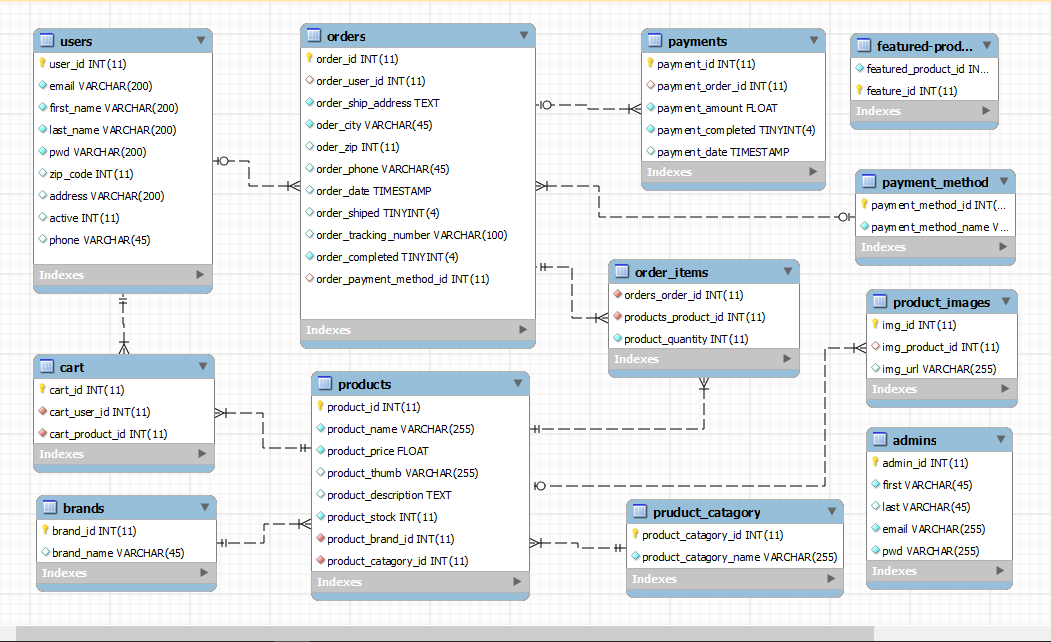 users
user_id INT(11)
email VARCHAR(200)
first_name VARCHAR(200)
last_name VARCHAR(200)
pwd VARCHAR(200)
zip_code INT(11)
address VARCHAR(200)
active INT(11)
phone VARCHAR(45)
Indexes
orders
order_id INT(11)
order_user_id INT(11)
order_ship_address TEXT
oder_city VARCHAR(45)
oder_zip INT(11)
order_phone VARCHAR(45)
order_date TIMESTAMP
order_shiped TINYINT(4)
order_tracking_number VARCHAR(100)
order_completed TINYINT(4)
order_payment_method_id INT(11)
Indexes
payments
payment_id INT(11)
payment_order_id INT(11)
payment_amount FLOAT
payment_completed TINYINT(4)
payment_date TIMESTAMP
Indexes
featured-prod...
featured_product_id IN...
feature_id INT(11)
Indexes
payment_method
payment_method_id INT(...
payment_method_name V...
Indexes
order_items
orders_order_id INT(11)
products_product_id INT(11)
product_quantity INT(11)
Indexes
product_images
img_id INT(11)
img_product_id INT(11)
img_url VARCHAR(255)
Indexes
cart
cart_id INT(11)
cart_user_id INT(11)
cart_product_id INT(11)
Indexes
products
product_id INT(11)
product_name VARCHAR(255)
product_price FLOAT
product_thumb VARCHAR(255)
product_description TEXT
product_stock INT(11)
product_brand_id INT(11)
product_catagory_id INT(11)
Indexes
admins
admin_id INT(11)
first VARCHAR(45)
last VARCHAR(45)
email VARCHAR(255)
pwd VARCHAR(255)
Indexes
brands
brand_id INT(11)
brand_name VARCHAR(45)
Indexes
pruduct_catagory
product_catagory_id INT(11)
product_catagory_name VARCHAR(255)
Indexes